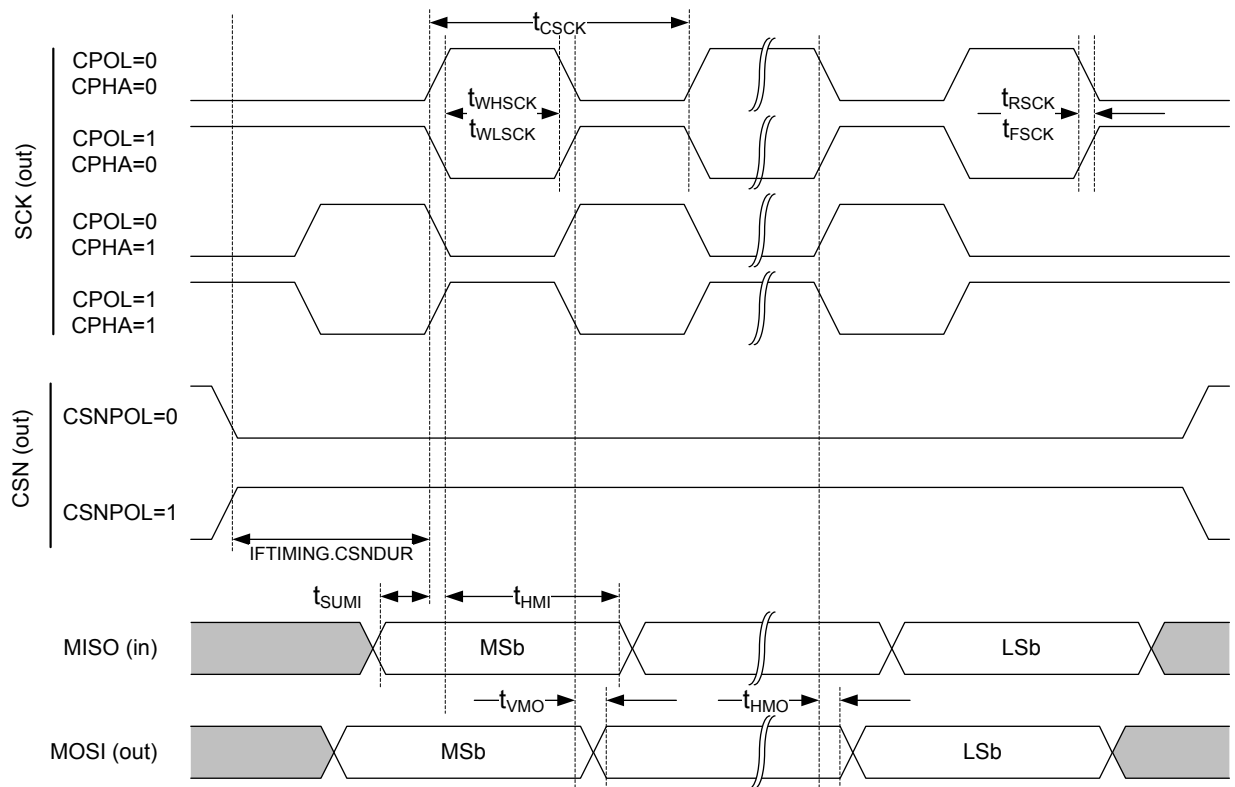 tCSCK
CPOL=0
CPHA=0
tWHSCK
tWLSCK
tRSCK
tFSCK
CPOL=1
CPHA=0
SCK (out)
CPOL=0
CPHA=1
CPOL=1
CPHA=1
CSN (out)
CSNPOL=0
CSNPOL=1
IFTIMING.CSNDUR
tSUMI
tHMI
MISO (in)
MSb
LSb
tVMO
tHMO
MOSI (out)
MSb
LSb